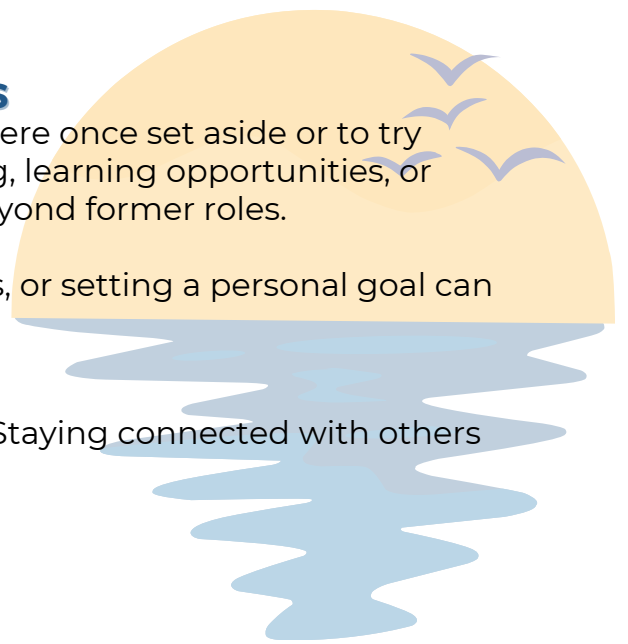 s
ere once set aside or to try
g, learning opportunities, or
yond former roles.
s, or setting a personal goal can
Staying connected with others